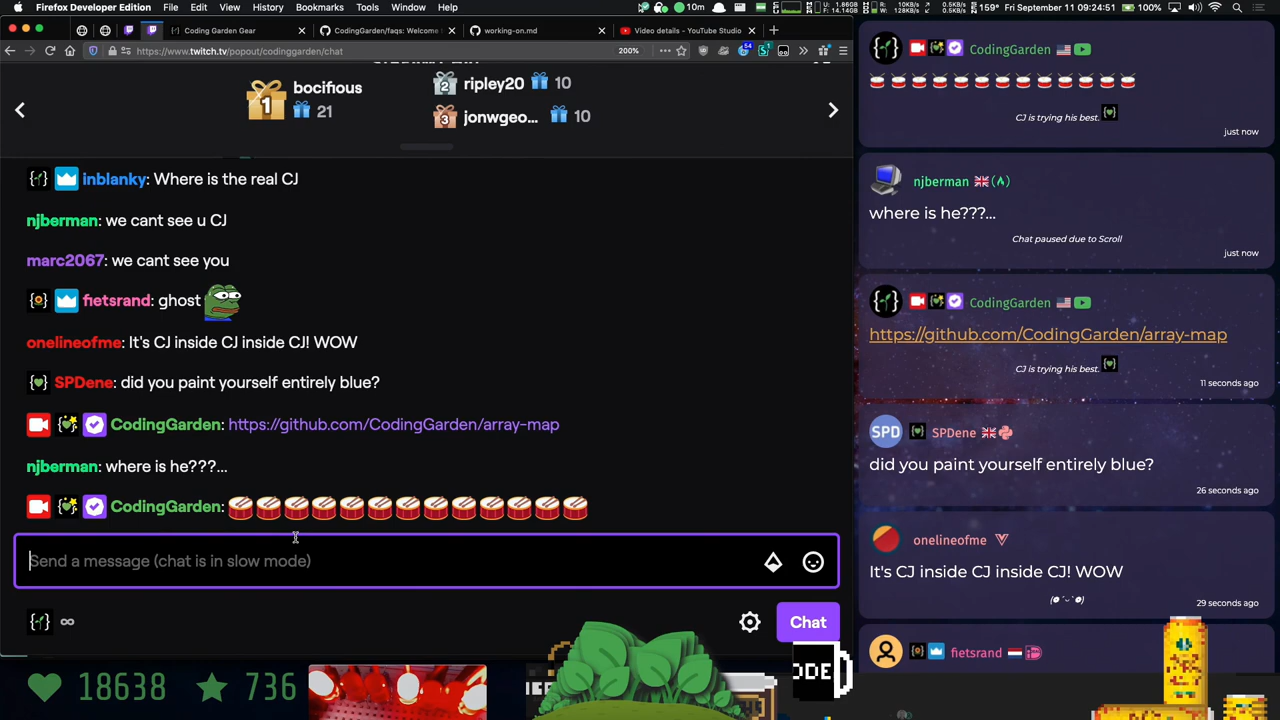 Firefox Developer Edition File Edit View History Bookmarks Tools Window Help
10m
159° Fri September 11 09:24:51 100%
Coding Garden Gear
CodingGarden/faqs: Welcome
working-on.md
Video details - YouTube Studio
https://www.twitch.tv/popout/codinggarden/chat
200%
54
1
bocifious
21
2 ripley20 10
3 jonwgeo... 10
inblanky: Where is the real CJ
njberman: we cant see u CJ
marc2067: we cant see you
fietsrand: ghost
onelineofme: It's CJ inside CJ inside CJ! WOW
SPDene: did you paint yourself entirely blue?
CodingGarden: https://github.com/CodingGarden/array-map
njberman: where is he???...
CodingGarden:
Send a message (chat is in slow mode)
∞
Chat
18638 736
ODE
CodingGarden
CJ is trying his best.
just now
njberman
where is he???...
Chat paused due to Scroll
just now
CodingGarden
https://github.com/CodingGarden/array-map
CJ is trying his best.
11 seconds ago
SPD SPDene
did you paint yourself entirely blue?
26 seconds ago
onelineofme
It's CJ inside CJ inside CJ! WOW
29 seconds ago
fietsrand